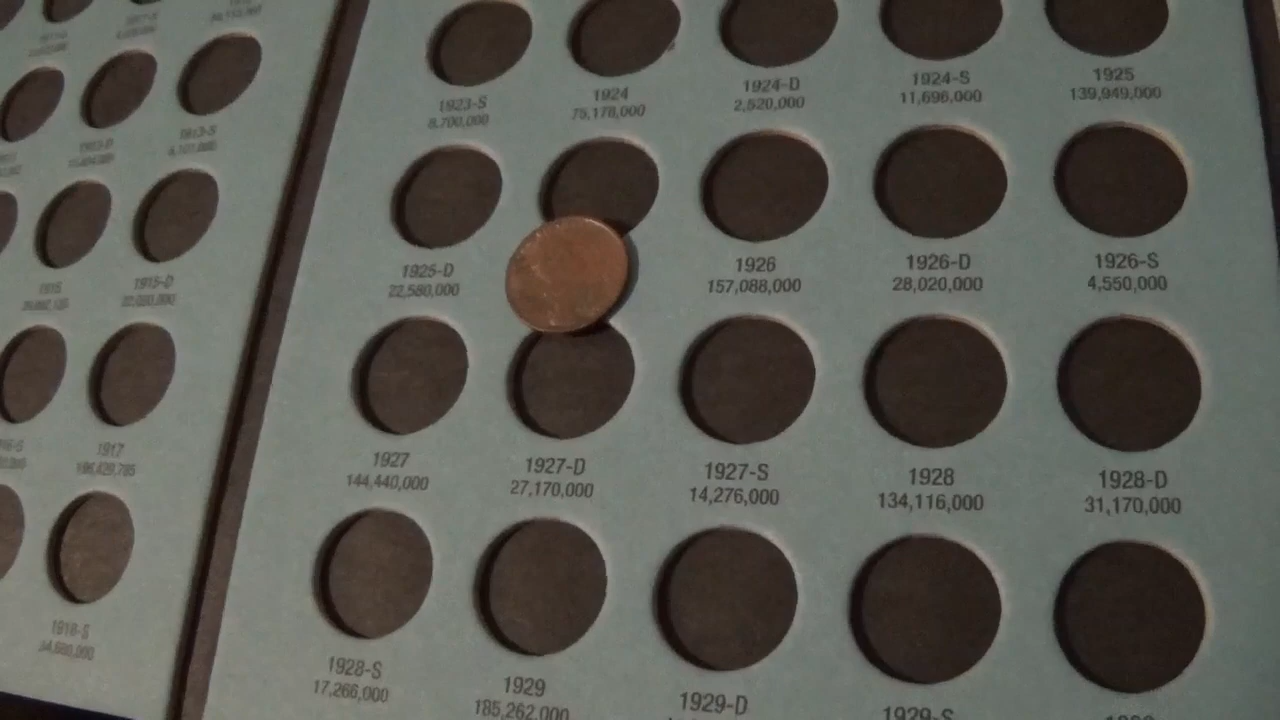 1913-S
1915-D
1917
1918-S
1923-S
8,700,000
1924
75,178,000
1924-D
2,520,000
1924-S
11,696,000
1925
139,949,000
1925-D
22,580,000
1926
157,088,000
1926-D
28,020,000
1926-S
4,550,000
1927
144,440,000
1927-D
27,170,000
1927-S
14,276,000
1928
134,116,000
1928-D
31,170,000
1928-S
17,266,000
1929
185,262,000
1929-D
1929-S